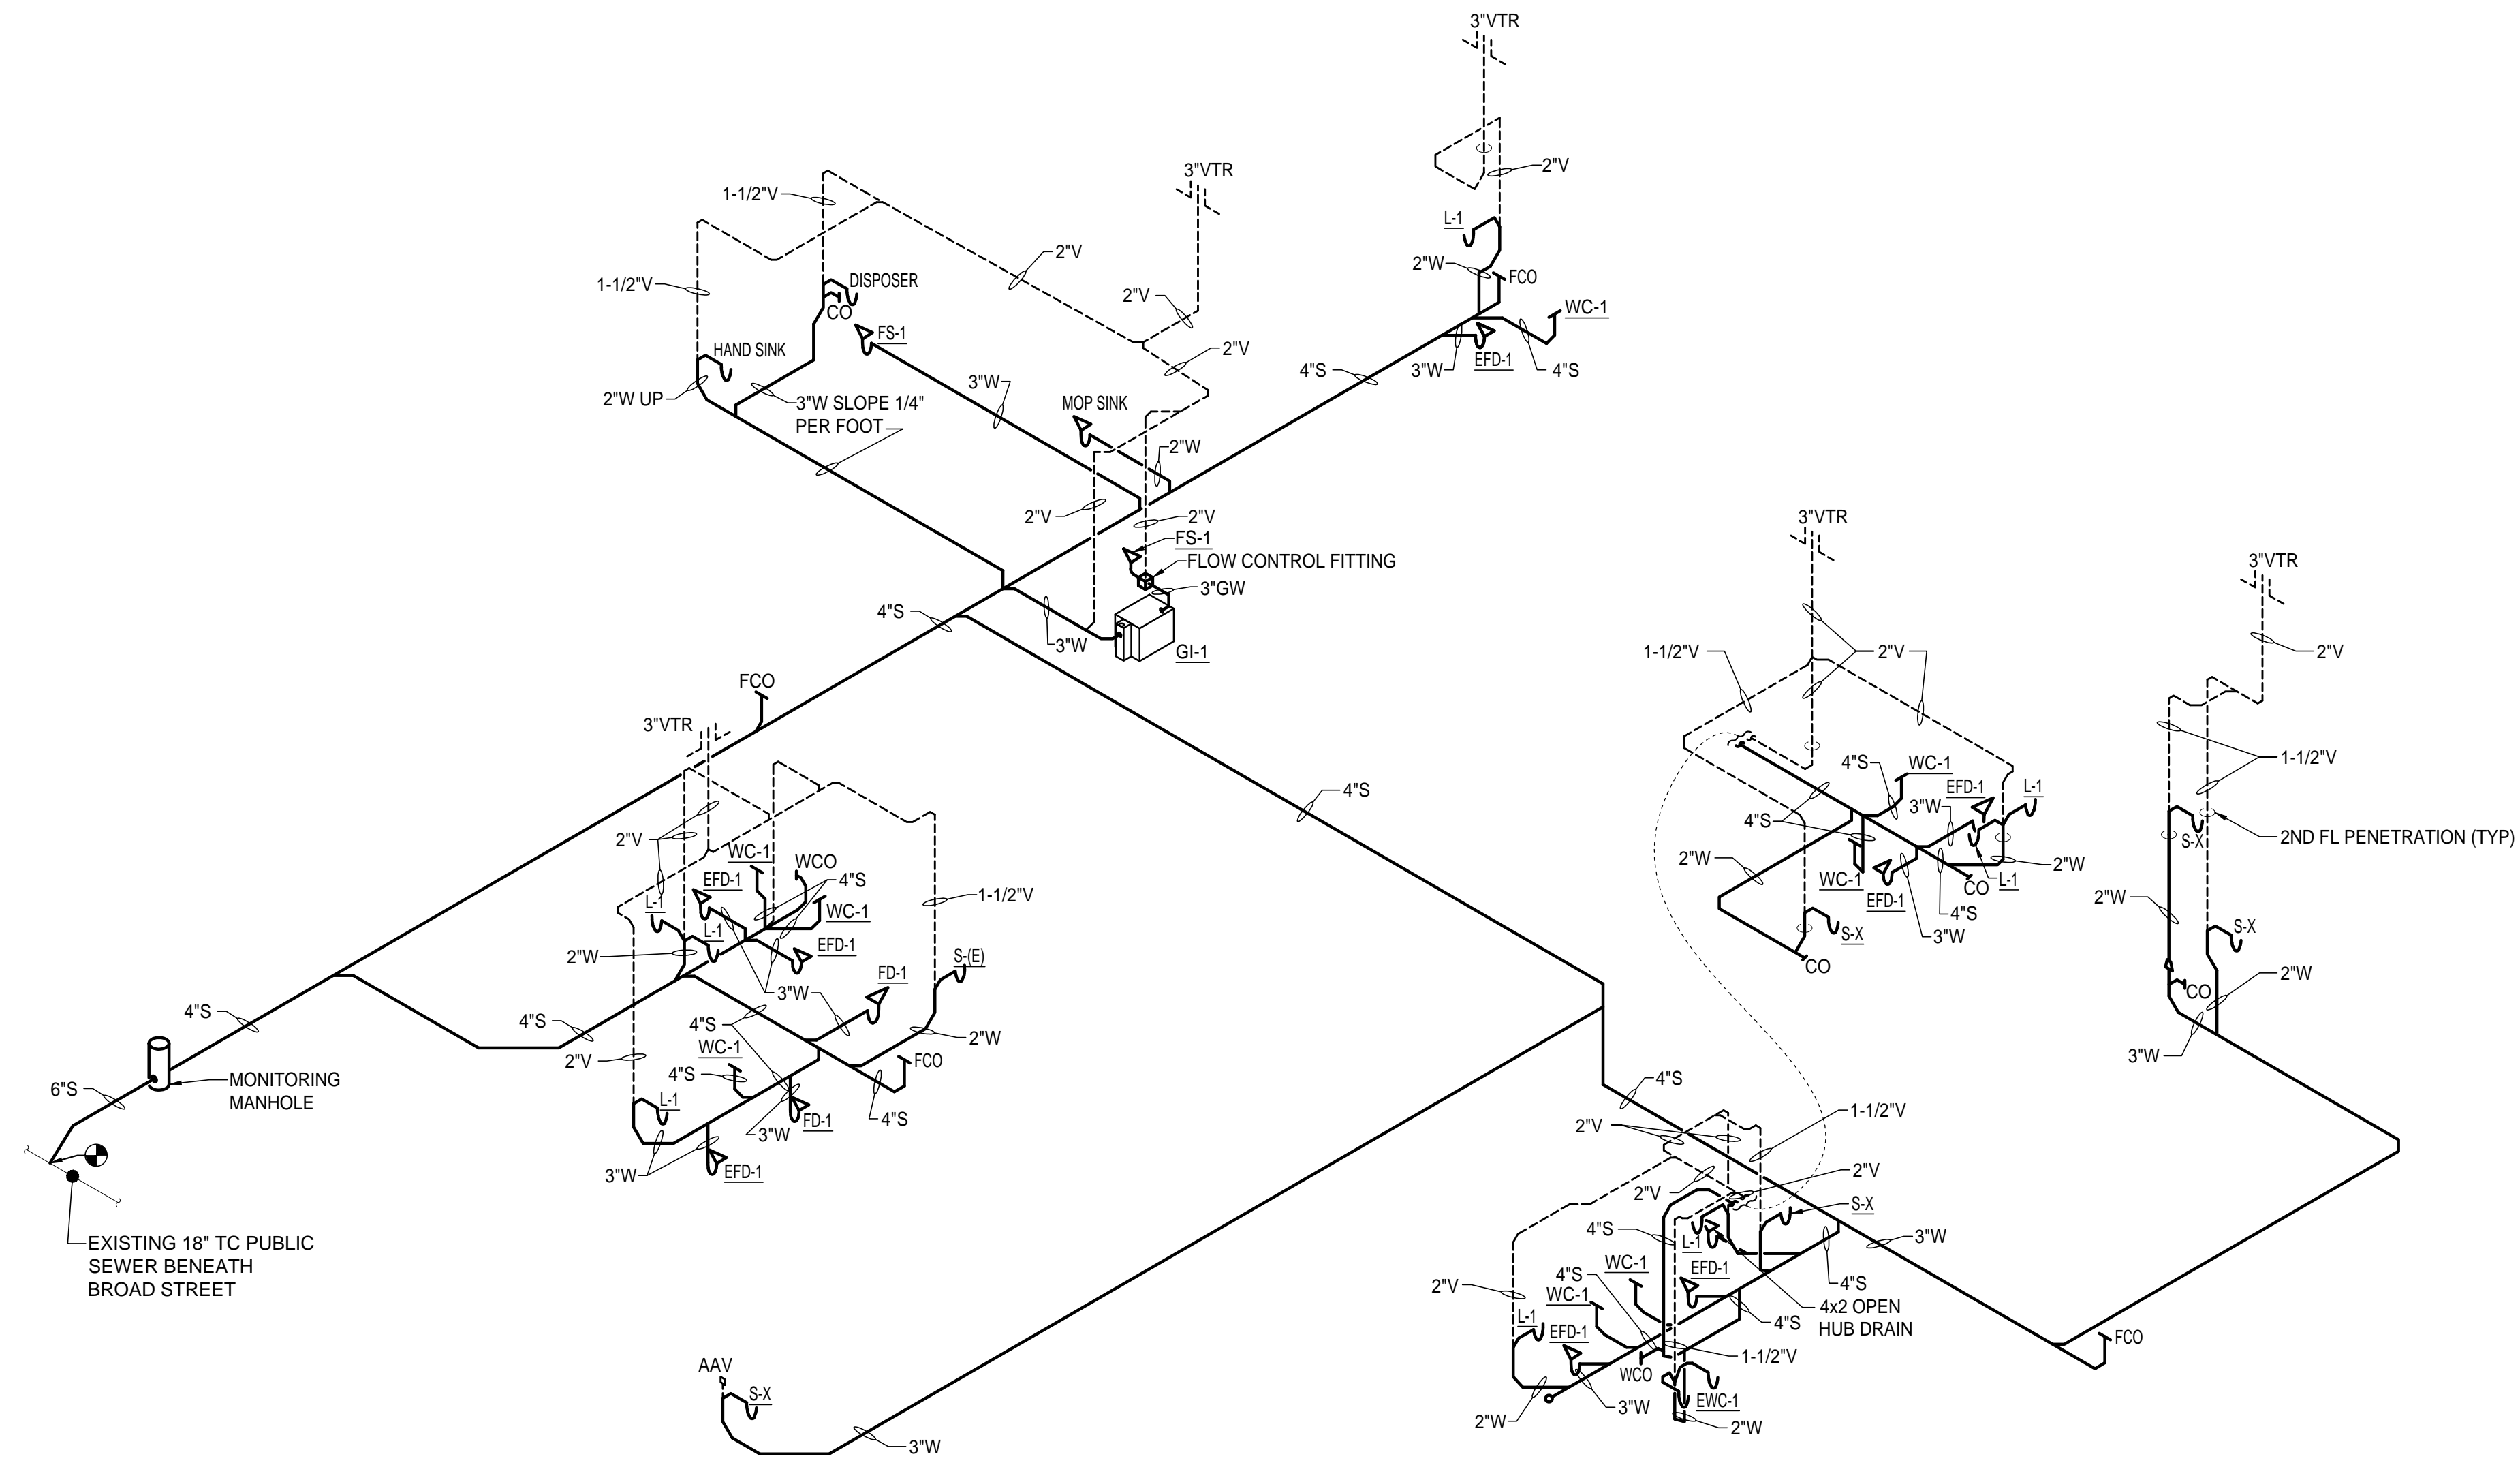 3"VTR
3"VTR
2"V
1-1/2"V
L-1
2"V
2"W
FCO
DISPOSER
1-1/2"V
2"V
CO
WC-1
FS-1
HAND SINK
2"V
EFD-1
3"W
4"S
4"S
3"W
2"W UP
3"W SLOPE 1/4"
PER FOOT
MOP SINK
2"W
2"V
2"V
3"VTR
FS-1
FLOW CONTROL FITTING
3"VTR
3"GW
4"S
3"W
GI-1
1-1/2"V
2"V
2"V
FCO
3"VTR
1-1/2"V
4"S
WC-1
4"S
EFD-1
L-1
3"W
4"S
2"V
2ND FL PENETRATION (TYP)
S-X
WC-1
WCO
2"W
2"W
EFD-1
4"S
WC-1
L-1
CO
1-1/2"V
EFD-1
2"W
L-1
WC-1
4"S
L-1
S-X
EFD-1
S-X
3"W
2"W
CO
S-(E)
FD-1
2"W
3"W
CO
4"S
4"S
4"S
2"W
3"W
WC-1
2"V
FCO
4"S
MONITORING
MANHOLE
6"S
4"S
L-1
1-1/2"V
FD-1
4"S
2"V
3"W
2"V
3"W
EFD-1
2"V
S-X
4"S
3"W
EXISTING 18" TC PUBLIC
SEWER BENEATH
BROAD STREET
L-1
WC-1
EFD-1
4"S
4"S
2"V
WC-1
4x2 OPEN
HUB DRAIN
L-1
4"S
EFD-1
FCO
1-1/2"V
AAV
WCO
S-X
EWC-1
3"W
2"W
2"W
3"W